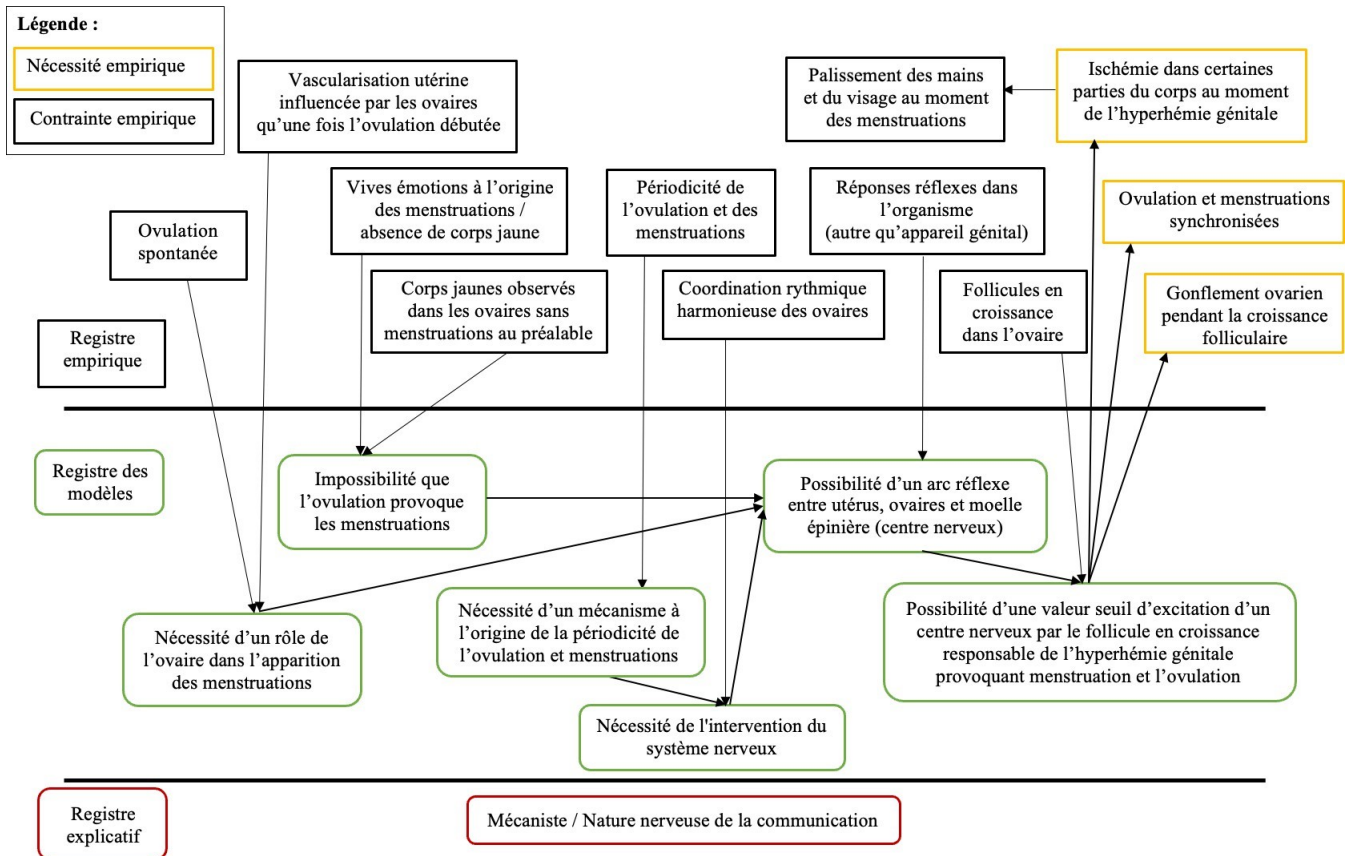 Légende :
Nécessité empirique
Contrainte empirique
Vascularisation utérine
influencée par les ovaires
qu'une fois l'ovulation débutée
Palissement des mains
et du visage au moment
des menstruations
Ischémie dans certaines
parties du corps au moment
de l'hyperhémie génitale
Vives émotions à l'origine
des menstruations /
absence de corps jaune
Périodicité de
l'ovulation et des
menstruations
Réponses réflexes dans
l'organisme
(autre qu'appareil génital)
Ovulation et menstruations
synchronisées
Ovulation
spontanée
Corps jaunes observés
dans les ovaires sans
menstruations au préalable
Coordination rythmique
harmonieuse des ovaires
Follicules en
croissance
dans l'ovaire
Gonflement ovarien
pendant la croissance
folliculaire
Registre
empirique
Registre des
modèles
Impossibilité que
l'ovulation provoque
les menstruations
Possibilité d'un arc réflexe
entre utérus, ovaires et moelle
épinière (centre nerveux)
Nécessité d'un rôle de
l'ovaire dans l'apparition
des menstruations
Nécessité d'un mécanisme à
l'origine de la périodicité de
l'ovulation et menstruations
Possibilité d'une valeur seuil d'excitation d'un
centre nerveux par le follicule en croissance
responsable de l'hyperhémie génitale
provoquant menstruation et l'ovulation
Nécessité de l'intervention du
système nerveux
Registre
explicatif
Mécaniste / Nature nerveuse de la communication